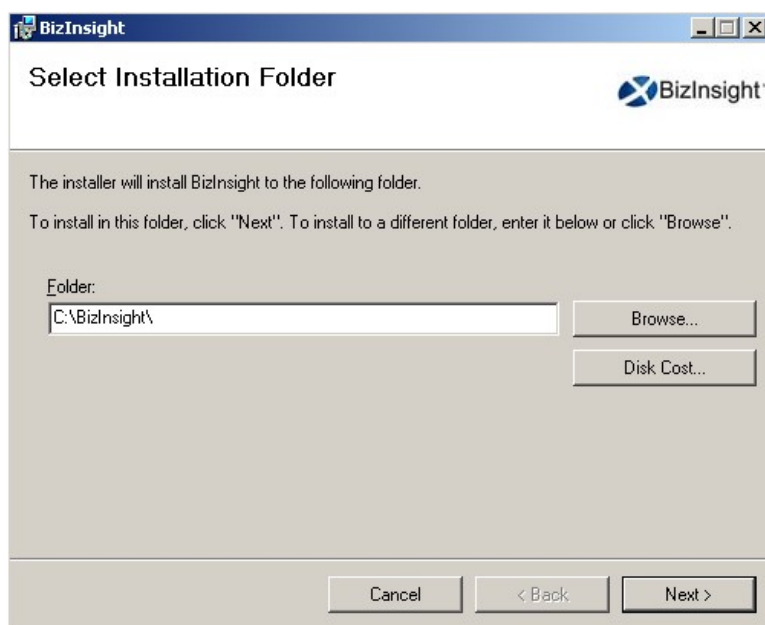 BizInsight
Select Installation Folder
BizInsight
The installer will install BizInsight to the following folder.
To install in this folder, click "Next". To install to a different folder, enter it below or click "Browse".
Folder:
C:\BizInsight\
Browse...
Disk Cost...
Cancel
< Back
Next >